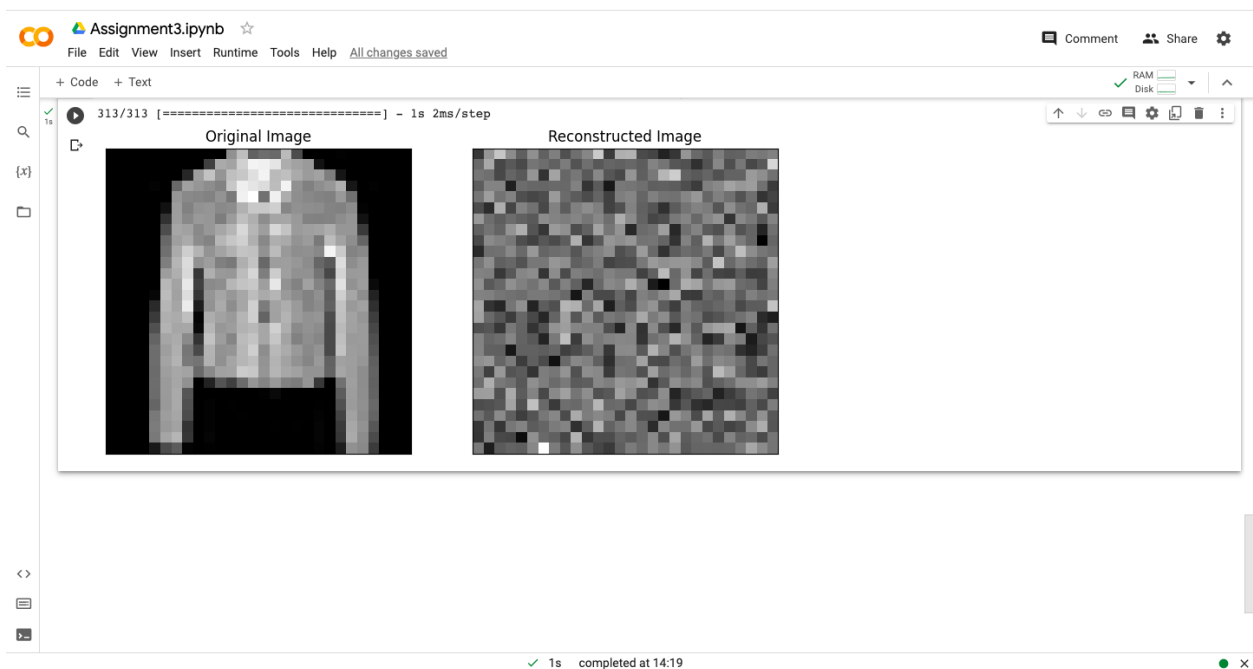 Assignment3.ipynb
File Edit View Insert Runtime Tools Help All changes saved
Comment Share
+ Code + Text
RAM
Disk
1s
313/313 [==============================] - 1s 2ms/step
Original Image Reconstructed Image
{x}
1s completed at 14:19